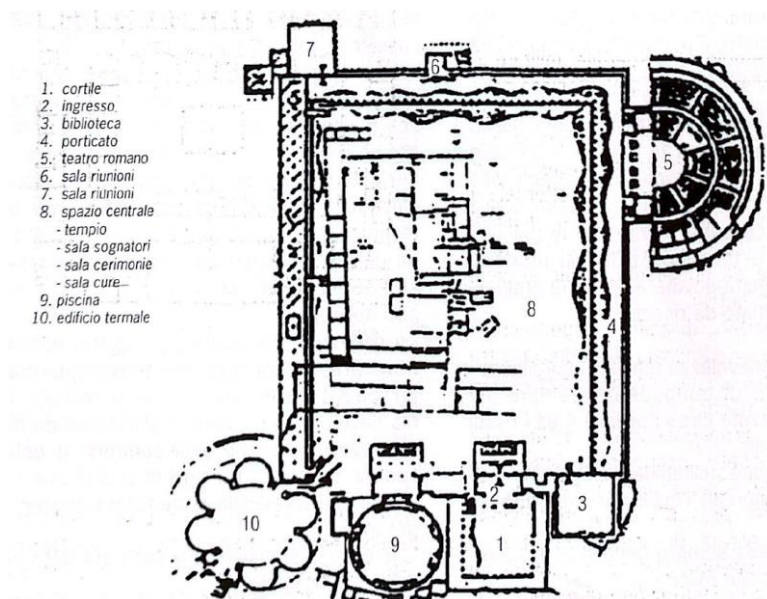 1. cortile
2. ingresso
3. biblioteca
4. porticato
5. teatro romano
6. sala riunioni
7. sala riunioni
8. spazio centrale
- tempio
- sala sognatori
- sala cerimonie
- sala cure
9. piscina
10. edificio termale
7
6
5
8
4
2
3
10
9
1